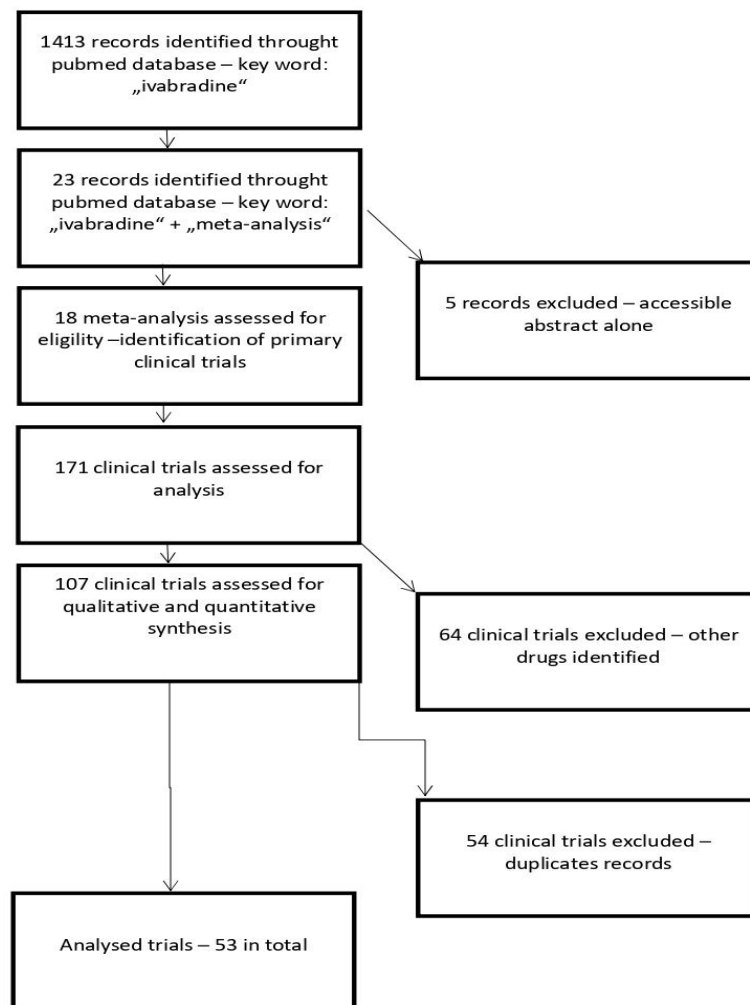 1413 records identified throught
pubmed database – key word:
„ivabradine“
23 records identified throught
pubmed database – key word:
„ivabradine“ + „meta-analysis“
5 records excluded – accessible
abstract alone
18 meta-analysis assessed for
eligility –identification of primary
clinical trials
171 clinical trials assessed for
analysis
107 clinical trials assessed for
qualitative and quantitative
synthesis
64 clinical trials excluded – other
drugs identified
54 clinical trials excluded –
duplicates records
Analysed trials – 53 in total